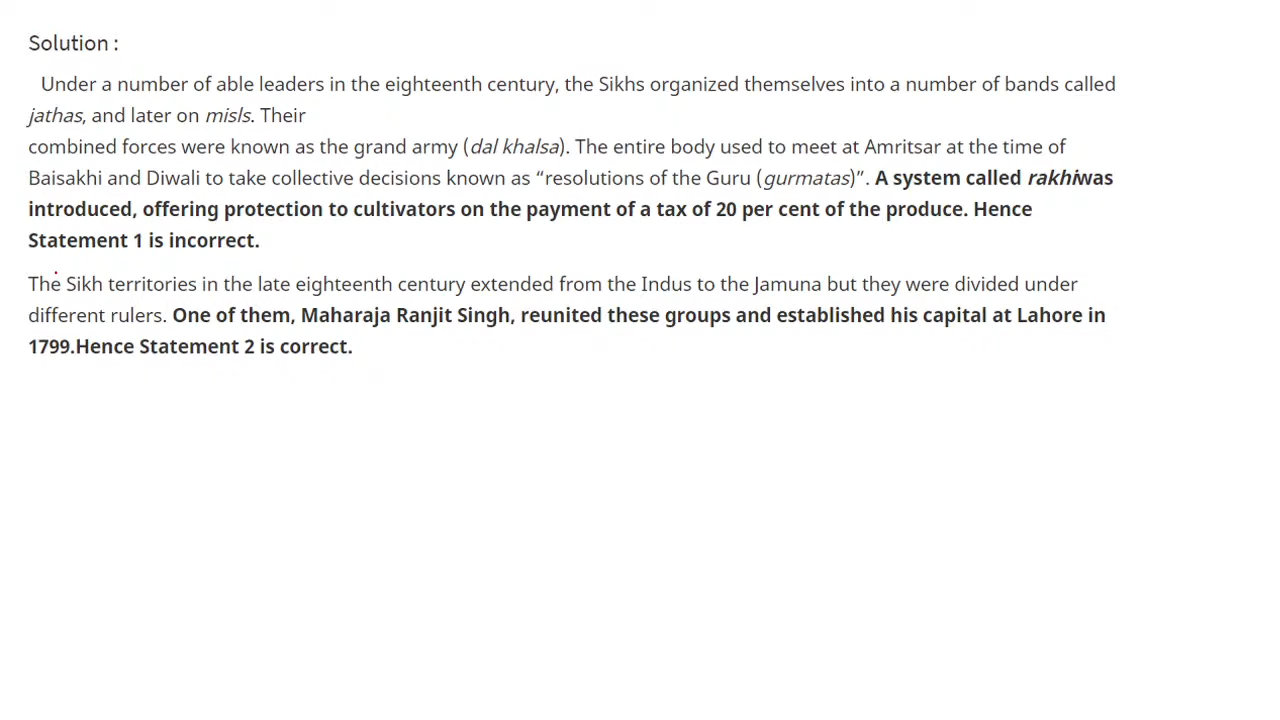 Solution :
Under a number of able leaders in the eighteenth century, the Sikhs organized themselves into a number of bands called
jathas, and later on misls. Their
combined forces were known as the grand army (dal khalsa). The entire body used to meet at Amritsar at the time of
Baisakhi and Diwali to take collective decisions known as “resolutions of the Guru (gurmatas)”. A system called rakhiwas
introduced, offering protection to cultivators on the payment of a tax of 20 per cent of the produce. Hence
Statement 1 is incorrect.
The Sikh territories in the late eighteenth century extended from the Indus to the Jamuna but they were divided under
different rulers. One of them, Maharaja Ranjit Singh, reunited these groups and established his capital at Lahore in
1799.Hence Statement 2 is correct.